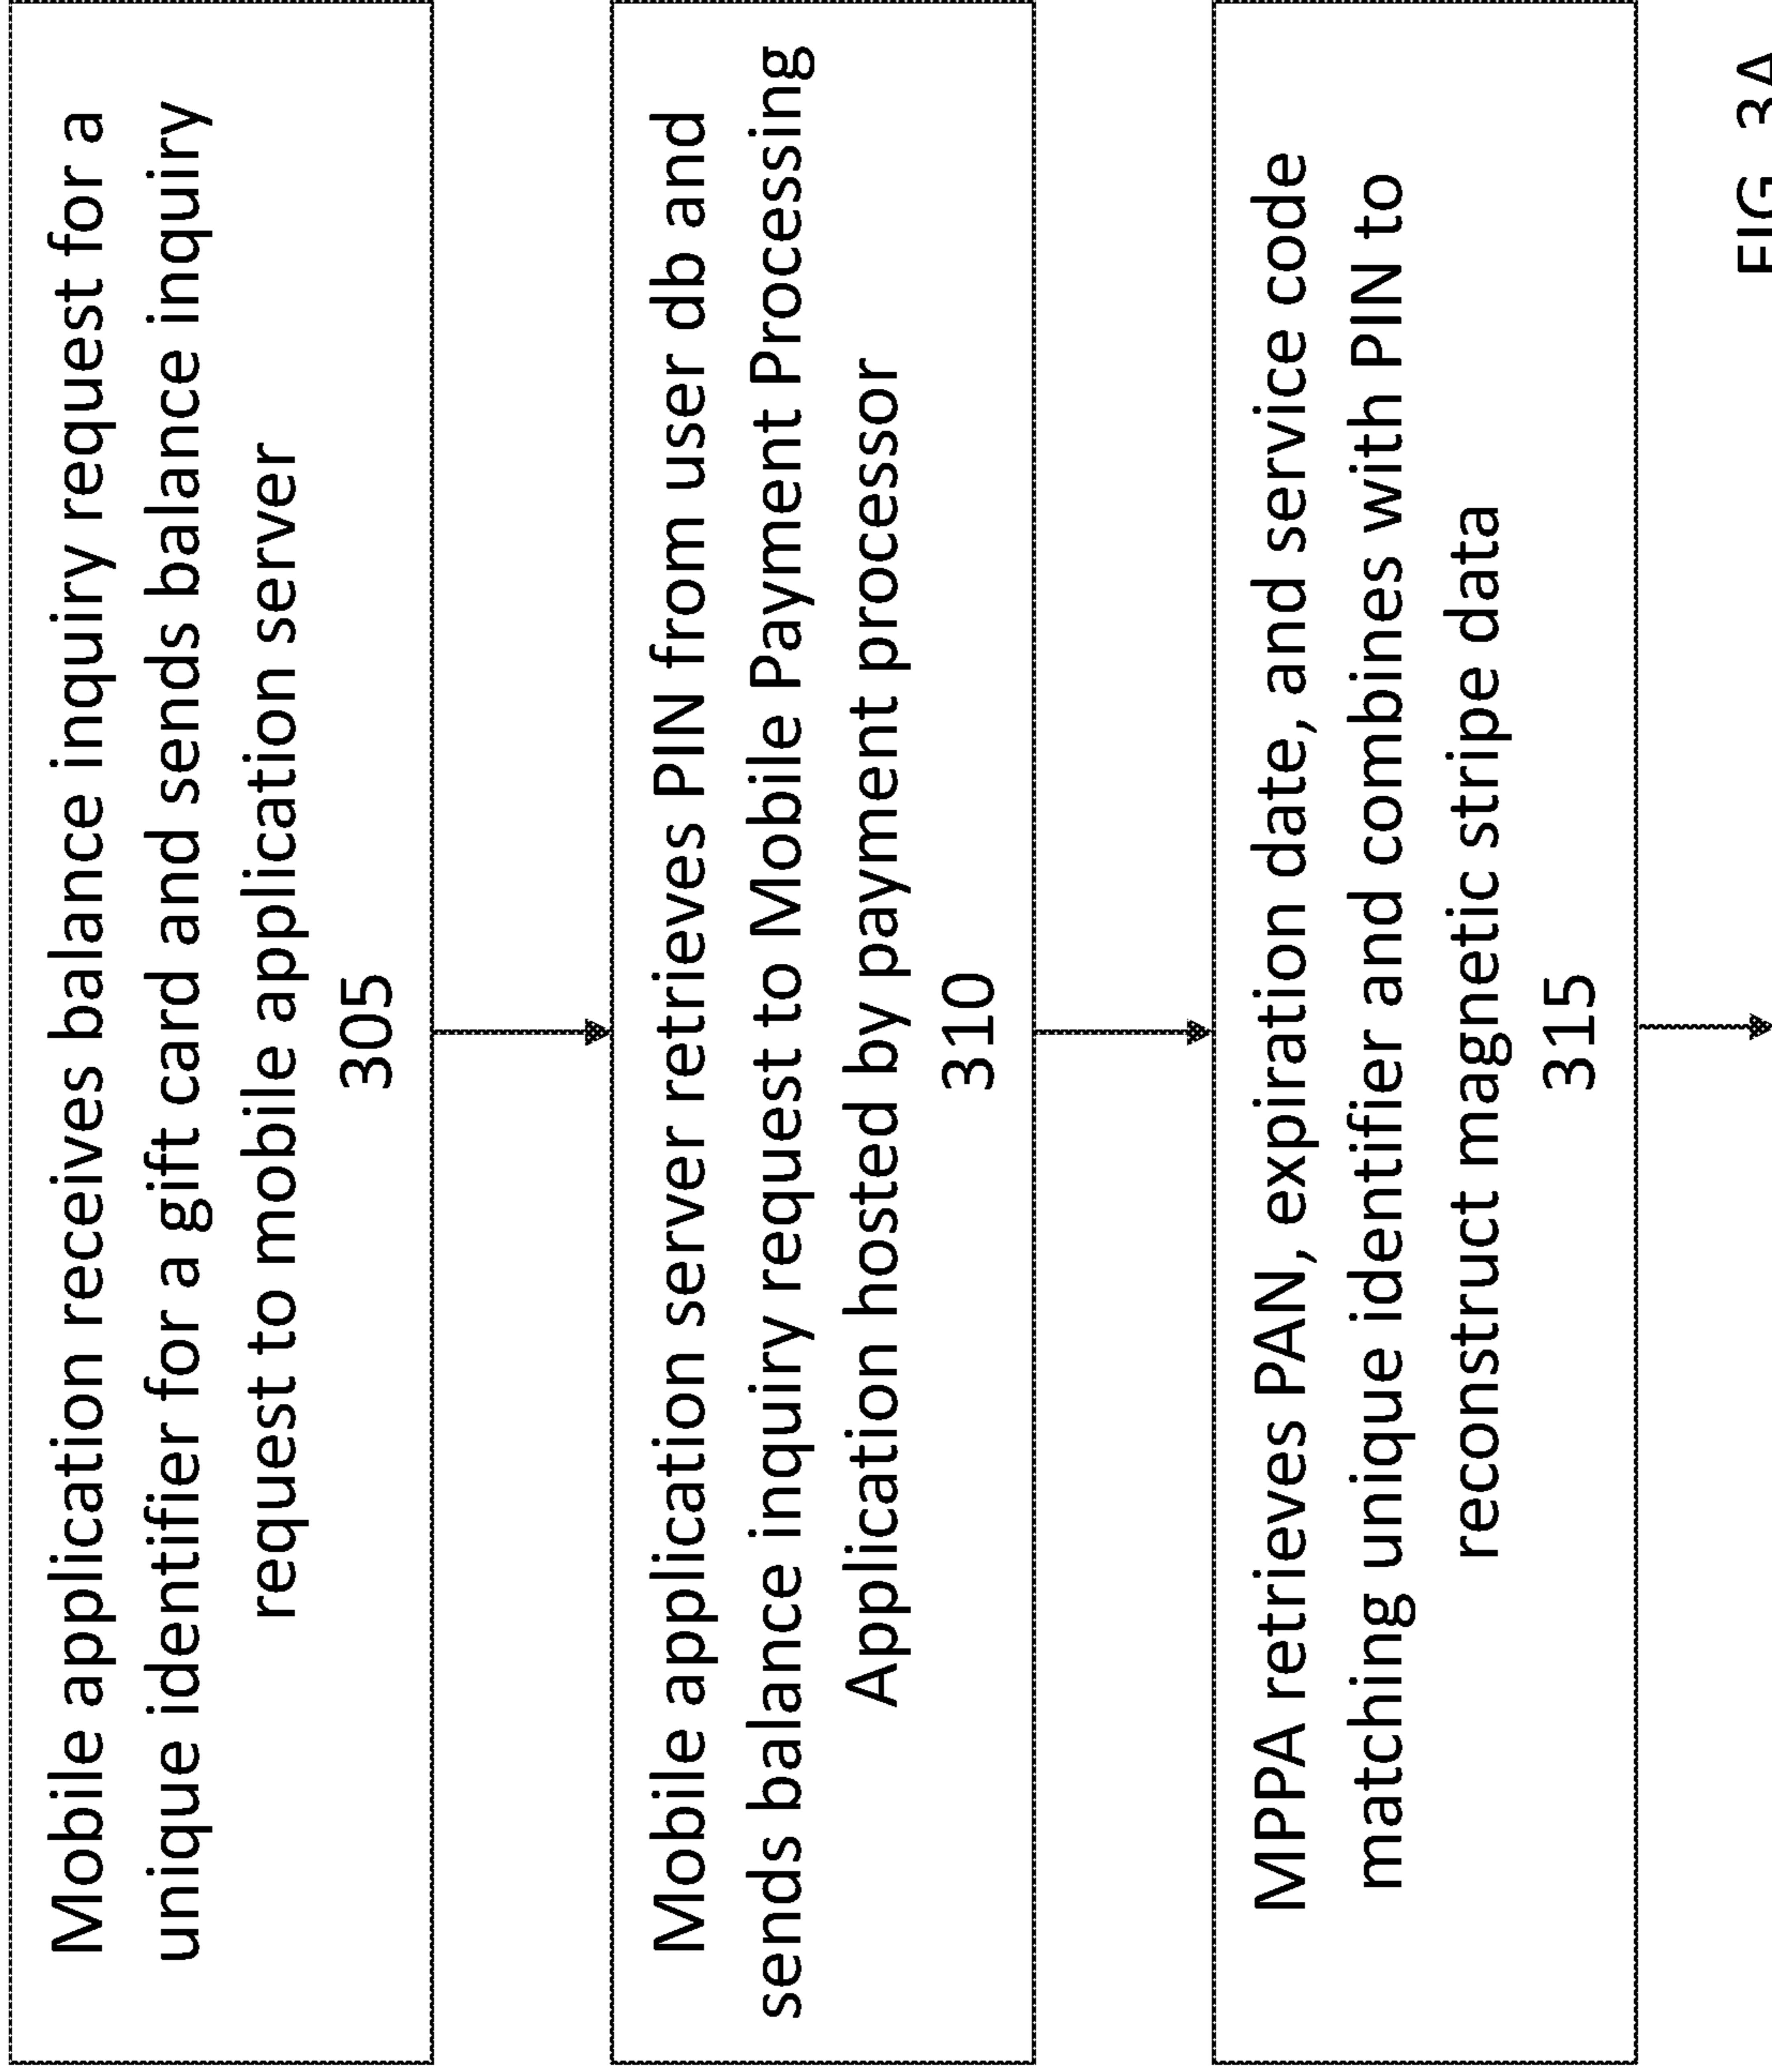 Mobile application receives balance inquiry request for a
unique identifier for a gift card and sends balance inquiry
request to mobile application server
305
Mobile application server retrieves PIN from user db and
sends balance inquiry request to Mobile Payment Processing
Application hosted by payment processor
310
MPPA retrieves PAN, expiration date, and service code
matching unique identifier and combines with PIN to
reconstruct magnetic stripe data
315
FIG. 3A